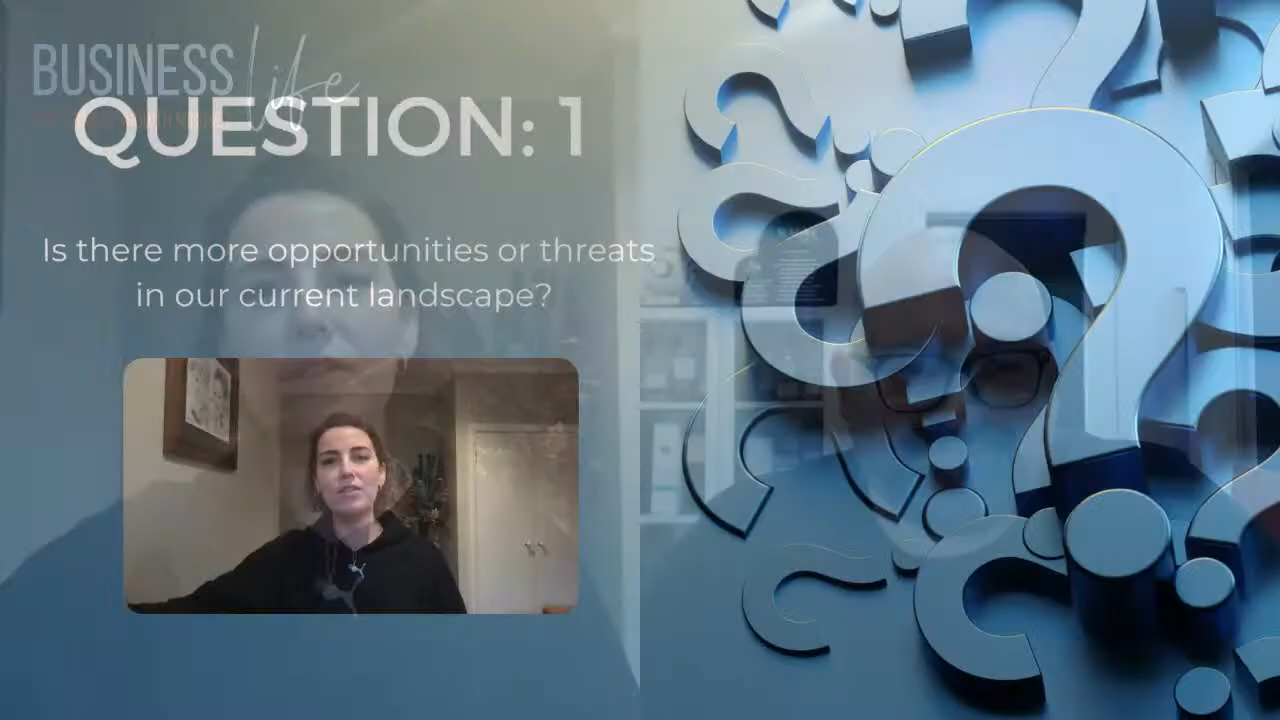 BUSINESS Life
QUESTION: 1
Is there more opportunities or threats
in our current landscape?